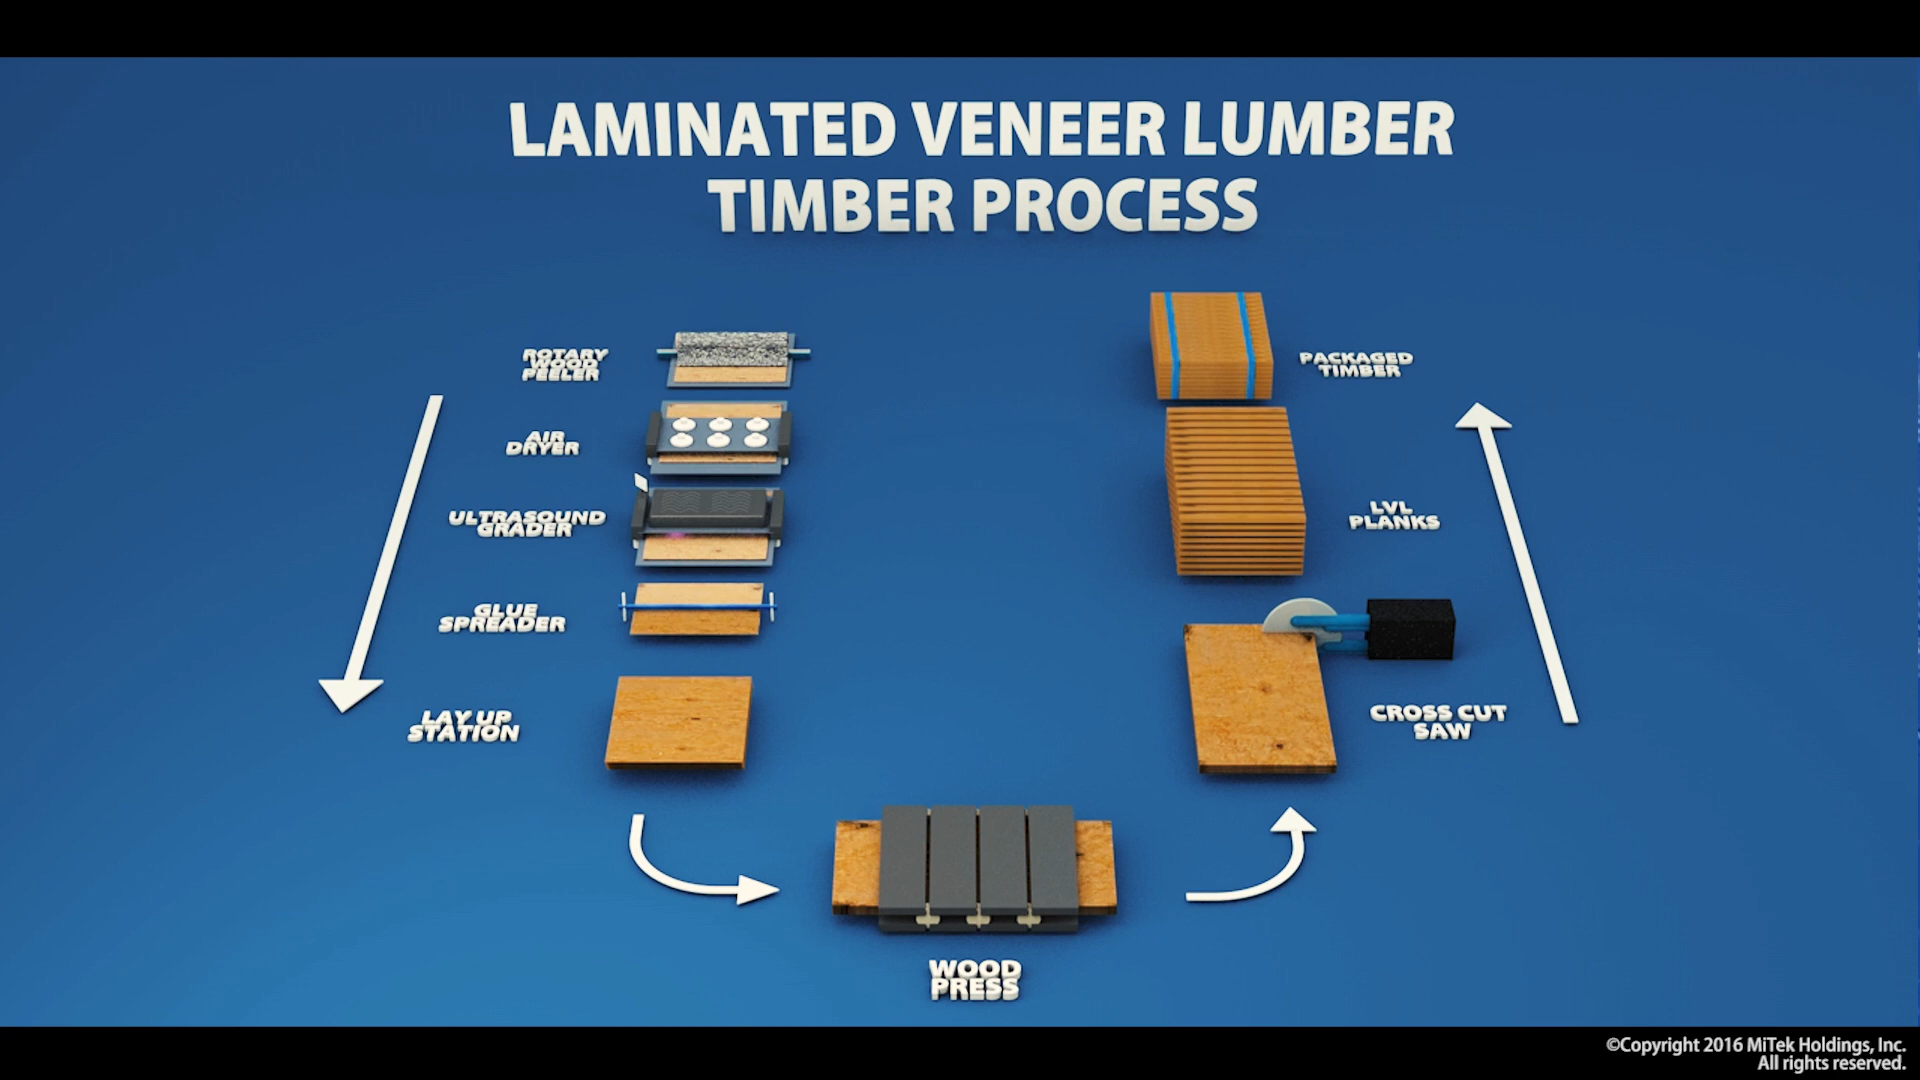 LAMINATED VENEER LUMBER
TIMBER PROCESS
ROTARY
WOOD
PEELER
AIR
DRYER
ULTRASOUND
GRADER
GLUE
SPREADER
LAY UP
STATION
WOOD
PRESS
CROSS CUT
SAW
LVL
PLANKS
PACKAGED
TIMBER
©Copyright 2016 MiTek Holdings, Inc.
All rights reserved.